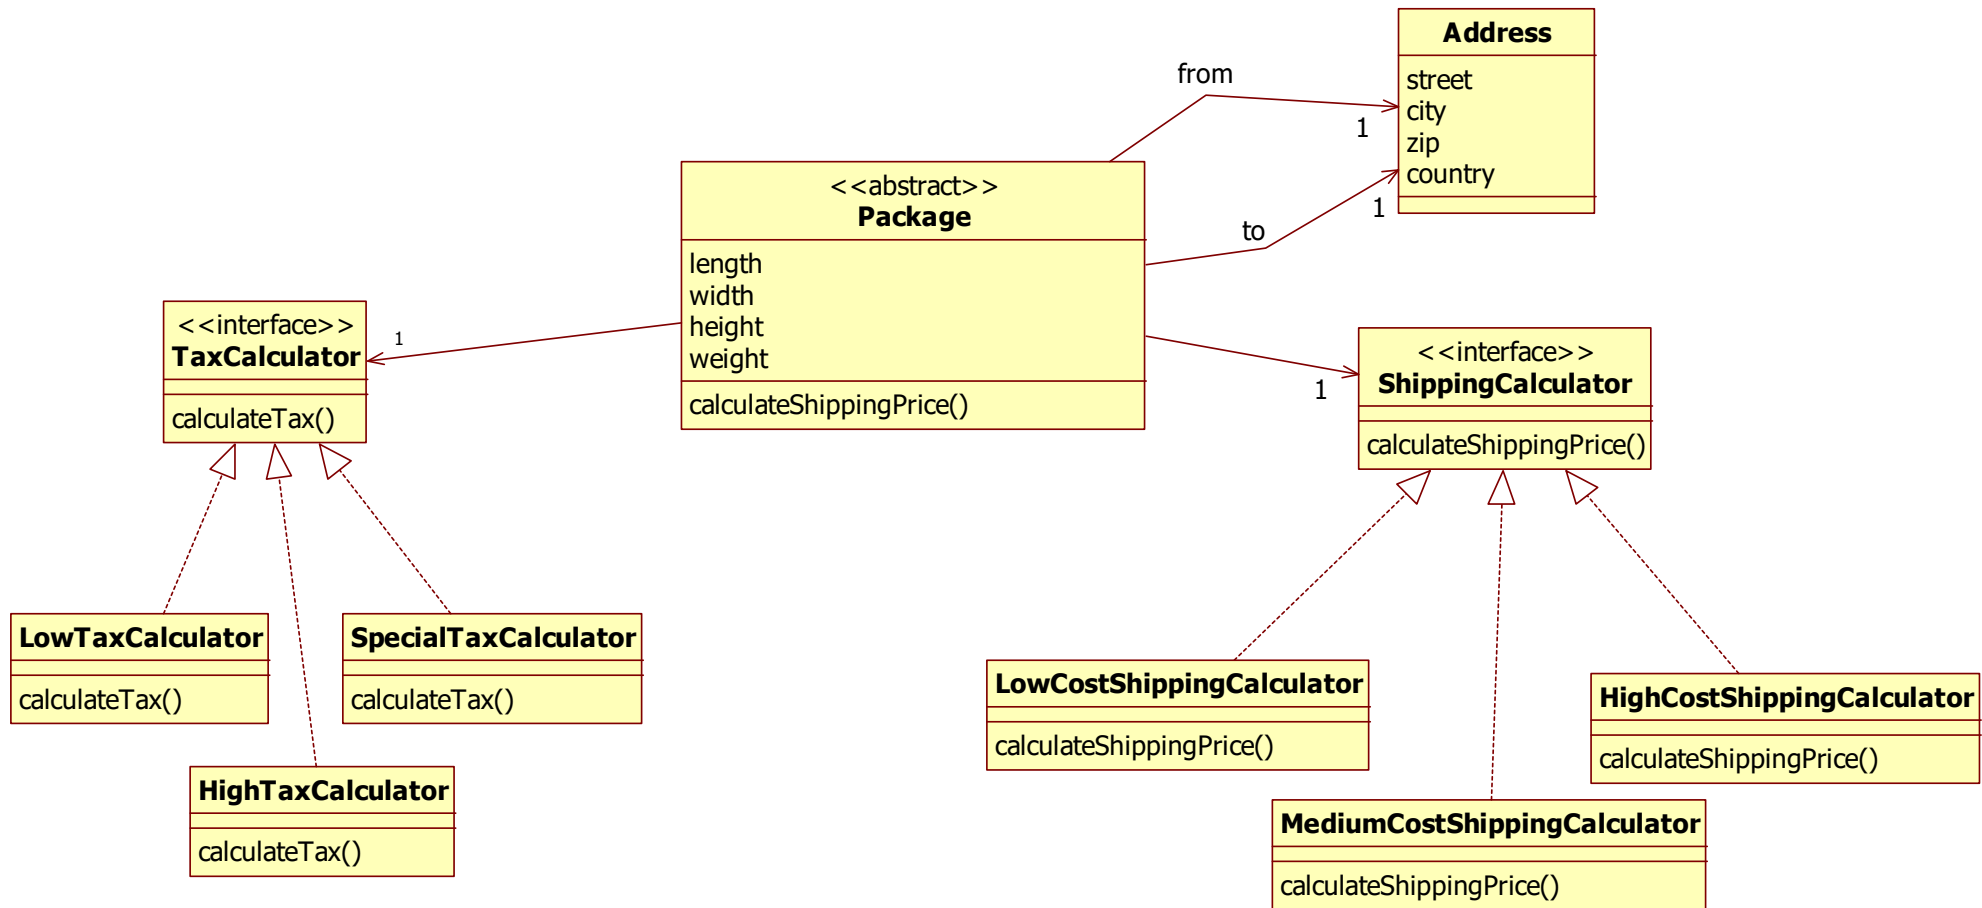 Address
street
city
zip
country
from
1
to
1
<<abstract>>
Package
length
width
height
weight
calculateShippingPrice()
<<interface>>
TaxCalculator
calculateTax()
1
<<interface>>
ShippingCalculator
calculateShippingPrice()
1
LowTaxCalculator
calculateTax()
SpecialTaxCalculator
calculateTax()
HighTaxCalculator
calculateTax()
LowCostShippingCalculator
calculateShippingPrice()
HighCostShippingCalculator
calculateShippingPrice()
MediumCostShippingCalculator
calculateShippingPrice()